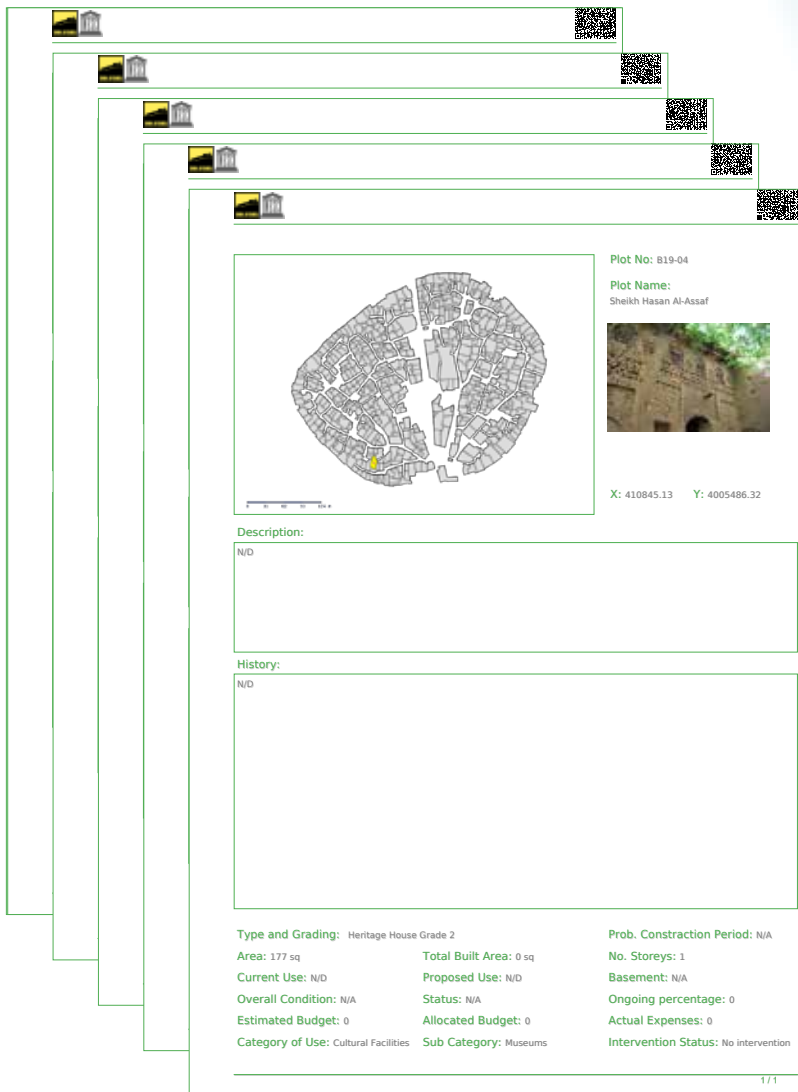 Plot No: B19-04
Plot Name:
Sheikh Hasan Al-Assaf
X: 410845.13 Y: 4005486.32
Description:
N/D
History:
N/D
Type and Grading: Heritage House Grade 2 Prob. Constraction Period: N/A
Area: 177 sq Total Built Area: 0 sq No. Storeys: 1
Current Use: N/D Proposed Use: N/D Basement: N/A
Overall Condition: N/A Status: N/A Ongoing percentage: 0
Estimated Budget: 0 Allocated Budget: 0 Actual Expenses: 0
Category of Use: Cultural Facilities Sub Category: Museums Intervention Status: No intervention
1 / 1